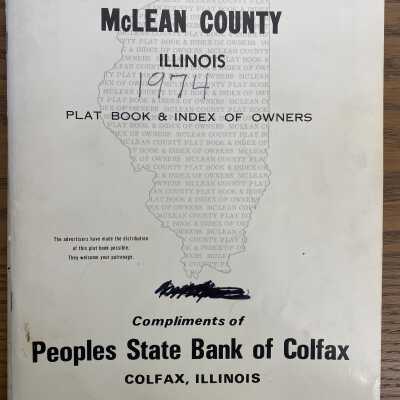 McLEAN COUNTY
ILLINOIS
1974
PLAT BOOK & INDEX OF OWNERS
The advertisers have made the distribution
of this plat book possible.
They welcome your patronage.
Compliments of
Peoples State Bank of Colfax
COLFAX, ILLINOIS